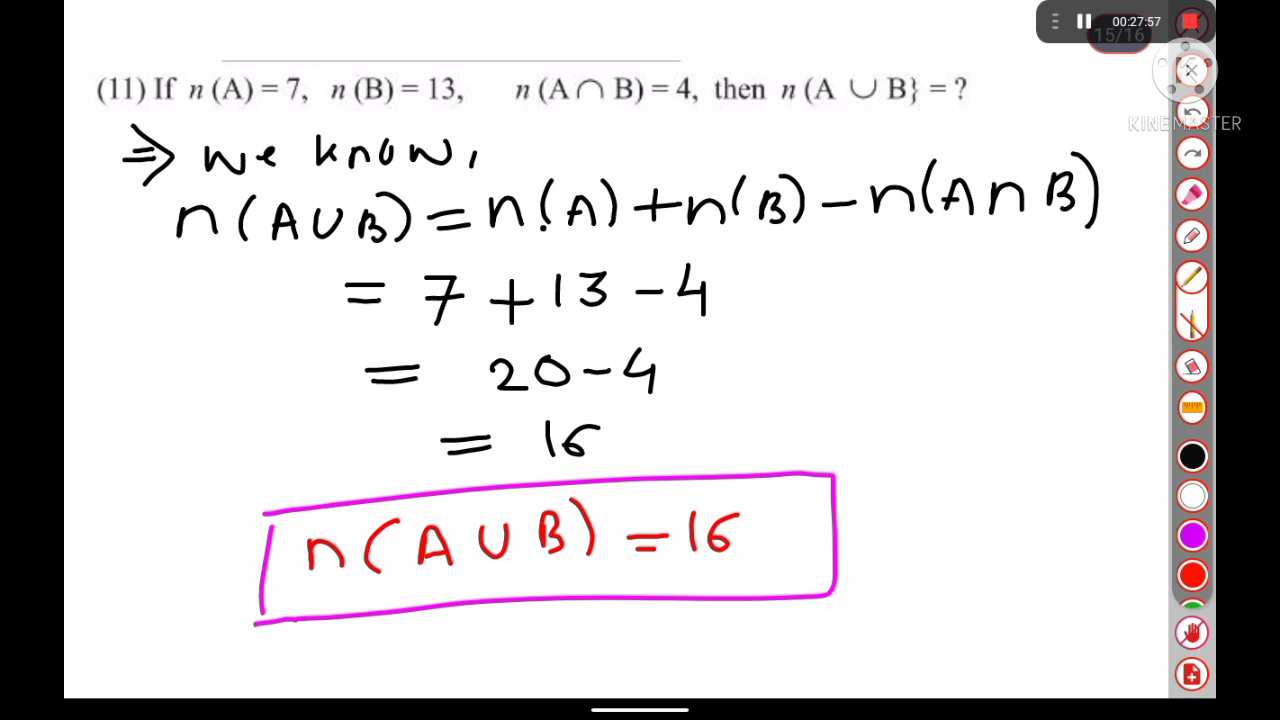 00:27:57
15/16
(11) If n (A) = 7, n (B) = 13, n (A ∩ B) = 4, then n (A ∪ B} = ?
KINEMASTER
⇒ we know,
n(A∪B) = n(A) + n(B) - n(A∩B)
= 7 + 13 - 4
= 20 - 4
= 16
n(A∪B) = 16